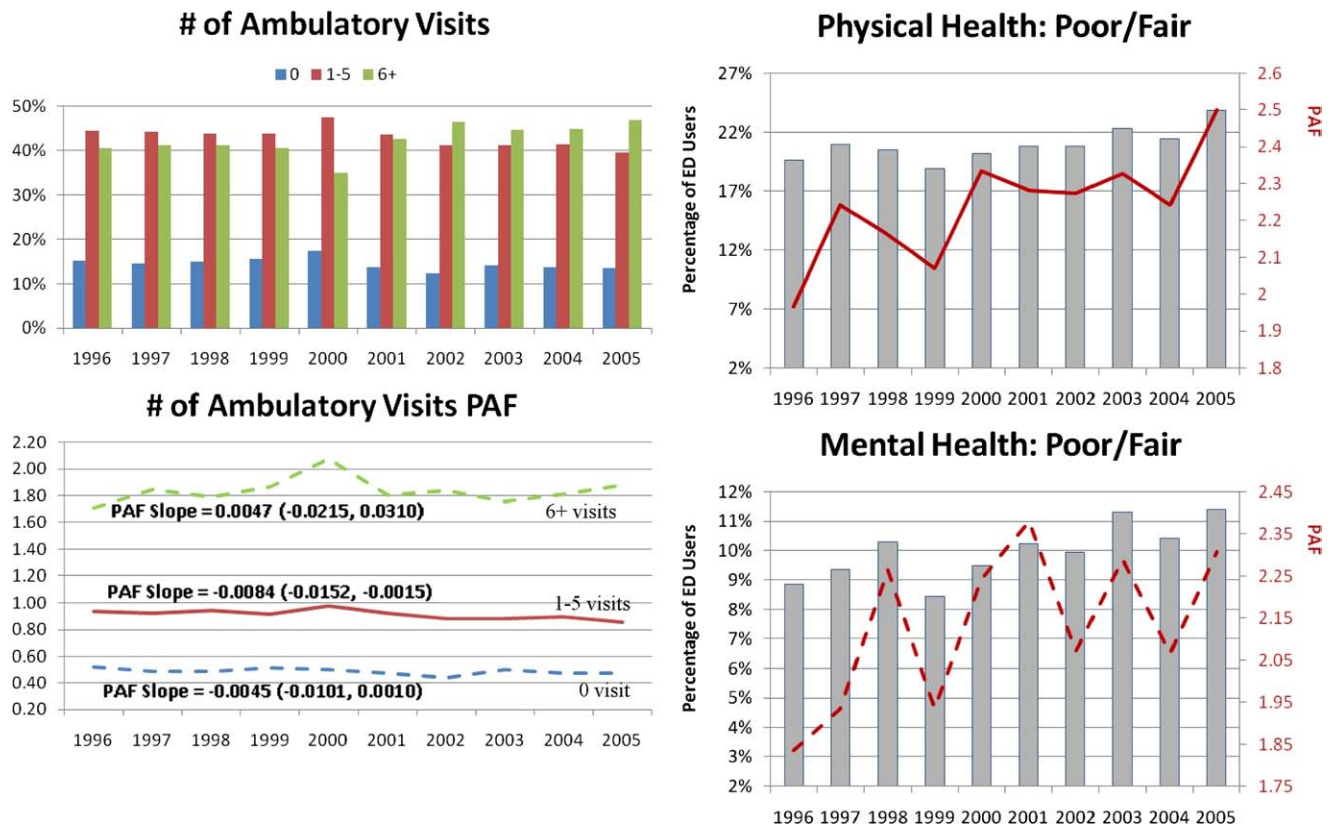 # of Ambulatory Visits
0 1-5 6+
50%
40%
30%
20%
10%
0%
1996 1997 1998 1999 2000 2001 2002 2003 2004 2005
# of Ambulatory Visits PAF
2.20
2.00
1.80
1.60
1.40
1.20
1.00
0.80
0.60
0.40
0.20
PAF Slope = 0.0047 (-0.0215, 0.0310)
6+ visits
PAF Slope = -0.0084 (-0.0152, -0.0015)
1-5 visits
PAF Slope = -0.0045 (-0.0101, 0.0010)
0 visit
1996 1997 1998 1999 2000 2001 2002 2003 2004 2005
Physical Health: Poor/Fair
Percentage of ED Users
27%
22%
17%
12%
7%
2%
2.6
2.5
2.4
2.3
2.2
2.1
2
1.9
1.8
PAF
1996 1997 1998 1999 2000 2001 2002 2003 2004 2005
Mental Health: Poor/Fair
Percentage of ED Users
12%
11%
10%
9%
8%
7%
6%
5%
4%
3%
2%
2.45
2.35
2.25
2.15
2.05
1.95
1.85
1.75
PAF
1996 1997 1998 1999 2000 2001 2002 2003 2004 2005